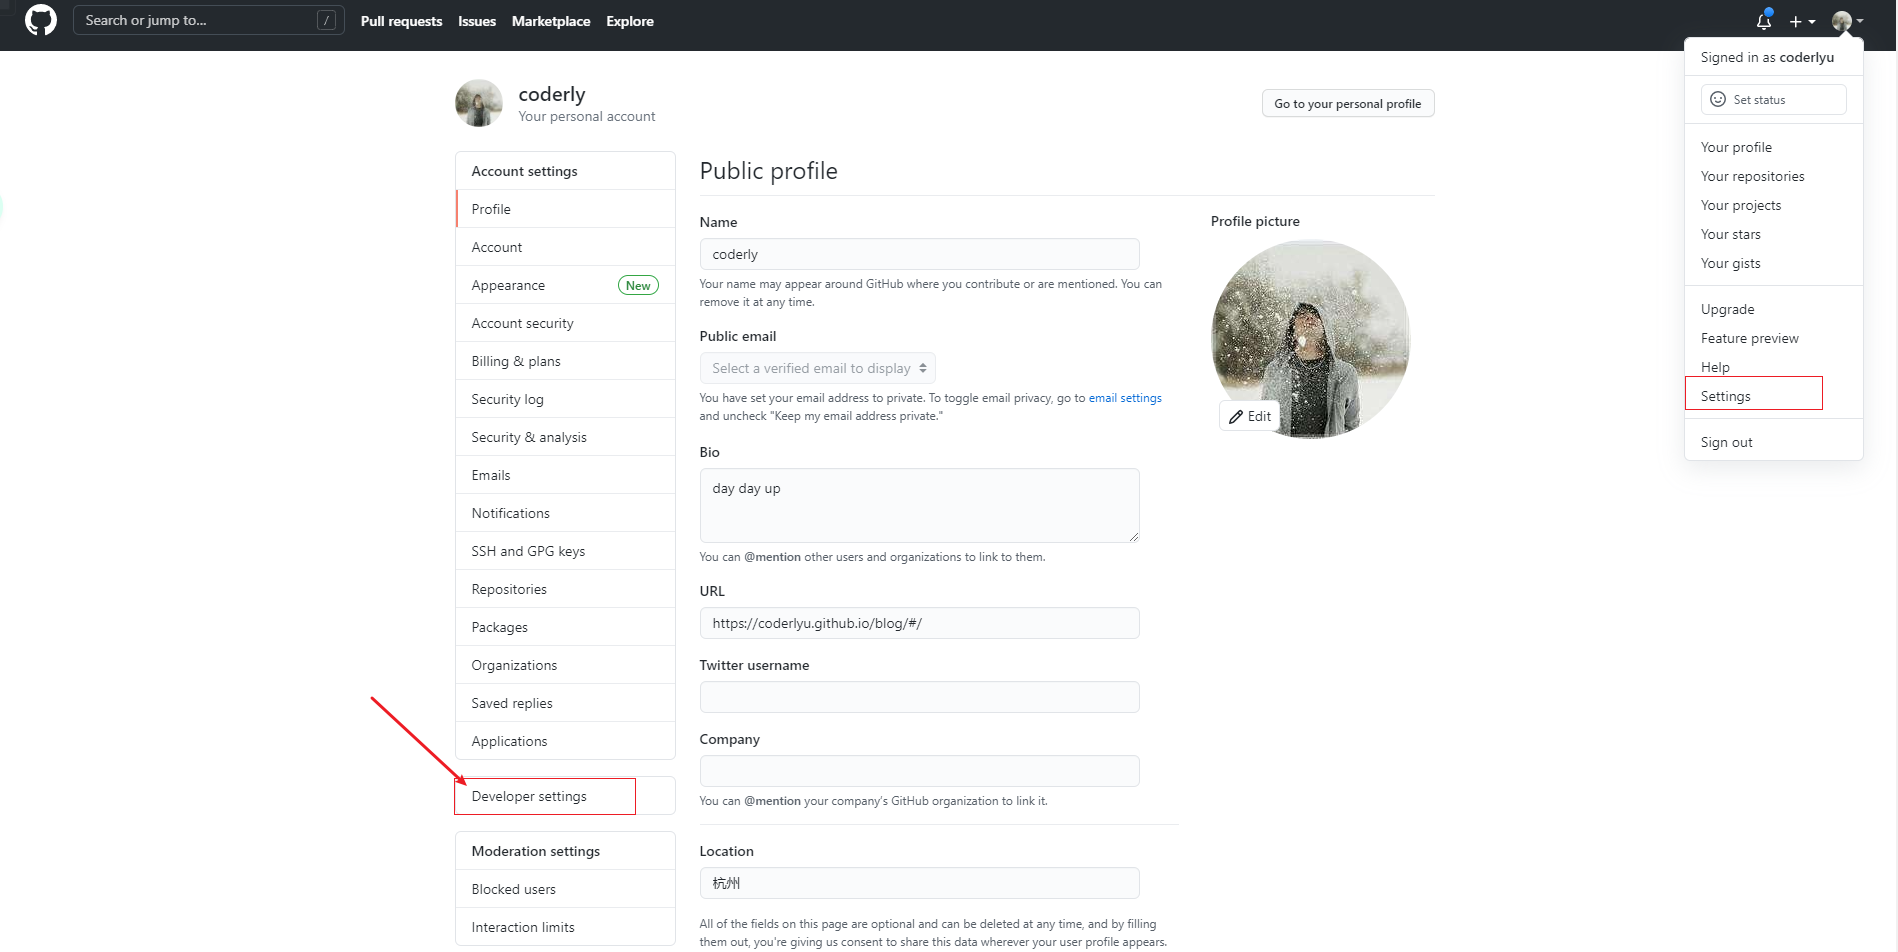 Search or jump to...
/
Pull requests
Issues
Marketplace
Explore
Signed in as coderlyu
Set status
Your profile
Your repositories
Your projects
Your stars
Your gists
Upgrade
Feature preview
Help
Settings
Sign out
coderly
Your personal account
Go to your personal profile
Account settings
Profile
Account
Appearance
New
Account security
Billing & plans
Security log
Security & analysis
Emails
Notifications
SSH and GPG keys
Repositories
Packages
Organizations
Saved replies
Applications
Developer settings
Moderation settings
Blocked users
Interaction limits
Public profile
Name
coderly
Your name may appear around GitHub where you contribute or are mentioned. You can
remove it at any time.
Public email
Select a verified email to display
You have set your email address to private. To toggle email privacy, go to email settings
and uncheck "Keep my email address private."
Bio
day day up
You can @mention other users and organizations to link to them.
URL
https://coderlyu.github.io/blog/#/
Twitter username
Company
You can @mention your company's GitHub organization to link it.
Location
杭州
All of the fields on this page are optional and can be deleted at any time, and by filling
them out, you're giving us consent to share this data wherever your user profile appears.
Profile picture
Edit